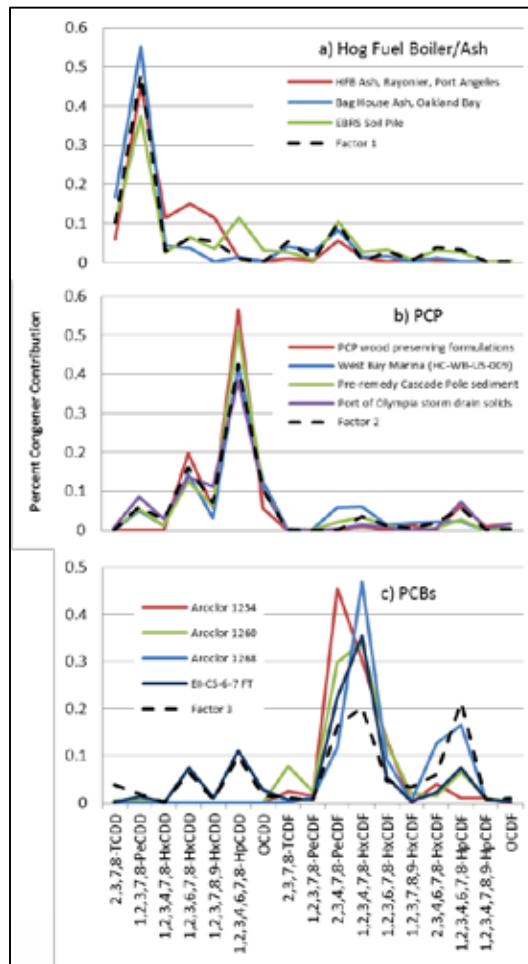 a) Hog Fuel Boiler/Ash
HFB Ash, Rayonier, Port Angeles
Bag House Ash, Oakland Bay
EBRS Soil Pile
Factor 1
0.6
0.5
0.4
0.3
0.2
0.1
0
b) PCP
PCP wood preserving formulations
West Bay Marina (HC-WB-US-009)
Pre-remedy Cascade Pole sediment
Port of Olympia storm drain solids
Factor 2
0.6
0.5
0.4
0.3
0.2
0.1
0
Percent Congener Contribution
c) PCBs
Aroclor 1254
Aroclor 1260
Aroclor 1268
Factor 3
0.5
0.4
0.3
0.2
0.1
0
2,3,7,8-TCDD
1,2,3,7,8-PeCDD
1,2,3,4,7,8-HxCDD
1,2,3,6,7,8-HxCDD
1,2,3,7,8,9-HxCDD
1,2,3,4,6,7,8-HpCDD
OCDD
2,3,7,8-TCDF
1,2,3,7,8-PeCDF
2,3,4,7,8-PeCDF
1,2,3,4,7,8-HxCDF
1,2,3,6,7,8-HxCDF
1,2,3,7,8,9-HxCDF
2,3,4,6,7,8-HxCDF
1,2,3,4,6,7,8-HpCDF
1,2,3,4,7,8,9-HpCDF
OCDF